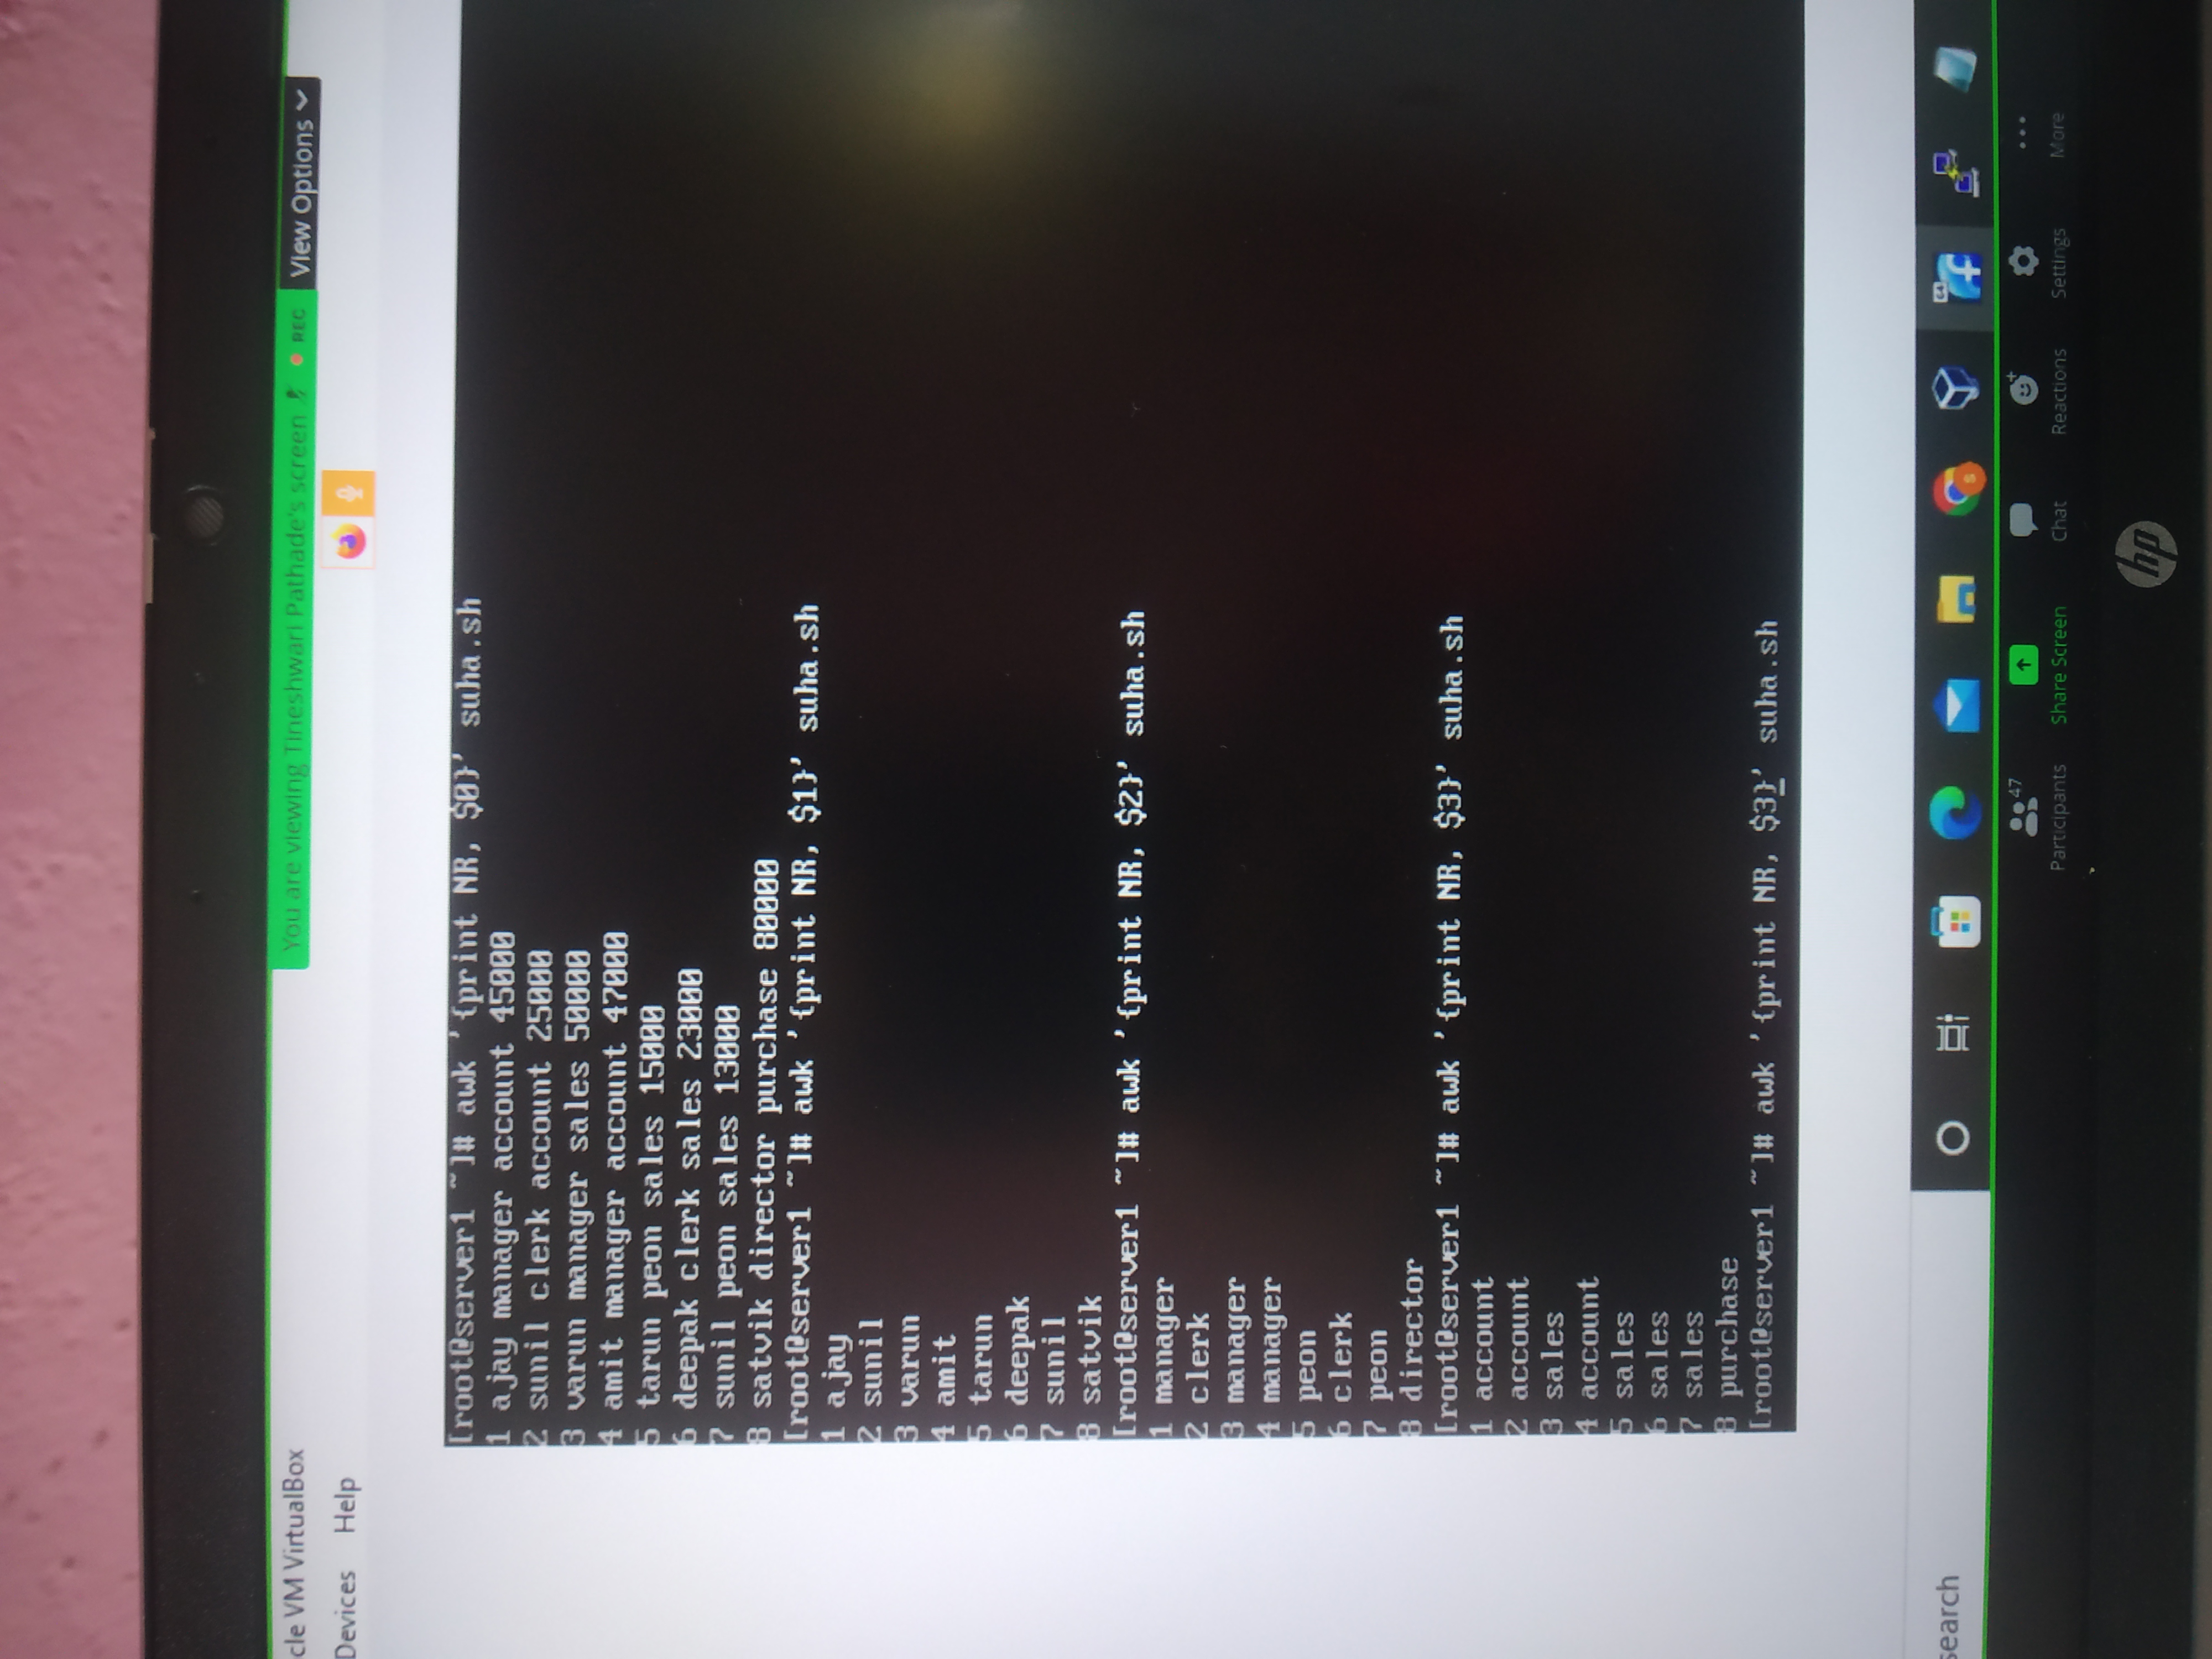 cle VM VirtualBox
You are viewing Tineshwari Pathade's screen
REC
View Options
Devices Help
[root@server1 ~]# awk '{print NR, $0}' suha.sh
1 ajay manager account 45000
2 sunil clerk account 25000
3 varun manager sales 50000
4 amit manager account 47000
5 tarun peon sales 15000
6 deepak clerk sales 23000
7 sunil peon sales 13000
8 satvik director purchase 80000
[root@server1 ~]# awk '{print NR, $1}' suha.sh
1 ajay
2 sunil
3 varun
4 amit
5 tarun
6 deepak
7 sunil
8 satvik
[root@server1 ~]# awk '{print NR, $2}' suha.sh
1 manager
2 clerk
3 manager
4 manager
5 peon
6 clerk
7 peon
8 director
[root@server1 ~]# awk '{print NR, $3}' suha.sh
1 account
2 account
3 sales
4 account
5 sales
6 sales
7 sales
8 purchase
[root@server1 ~]# awk '{print NR, $3}' suha.sh
search
64
S
47
Participants
Share Screen
Chat
Reactions
Settings
More
hp